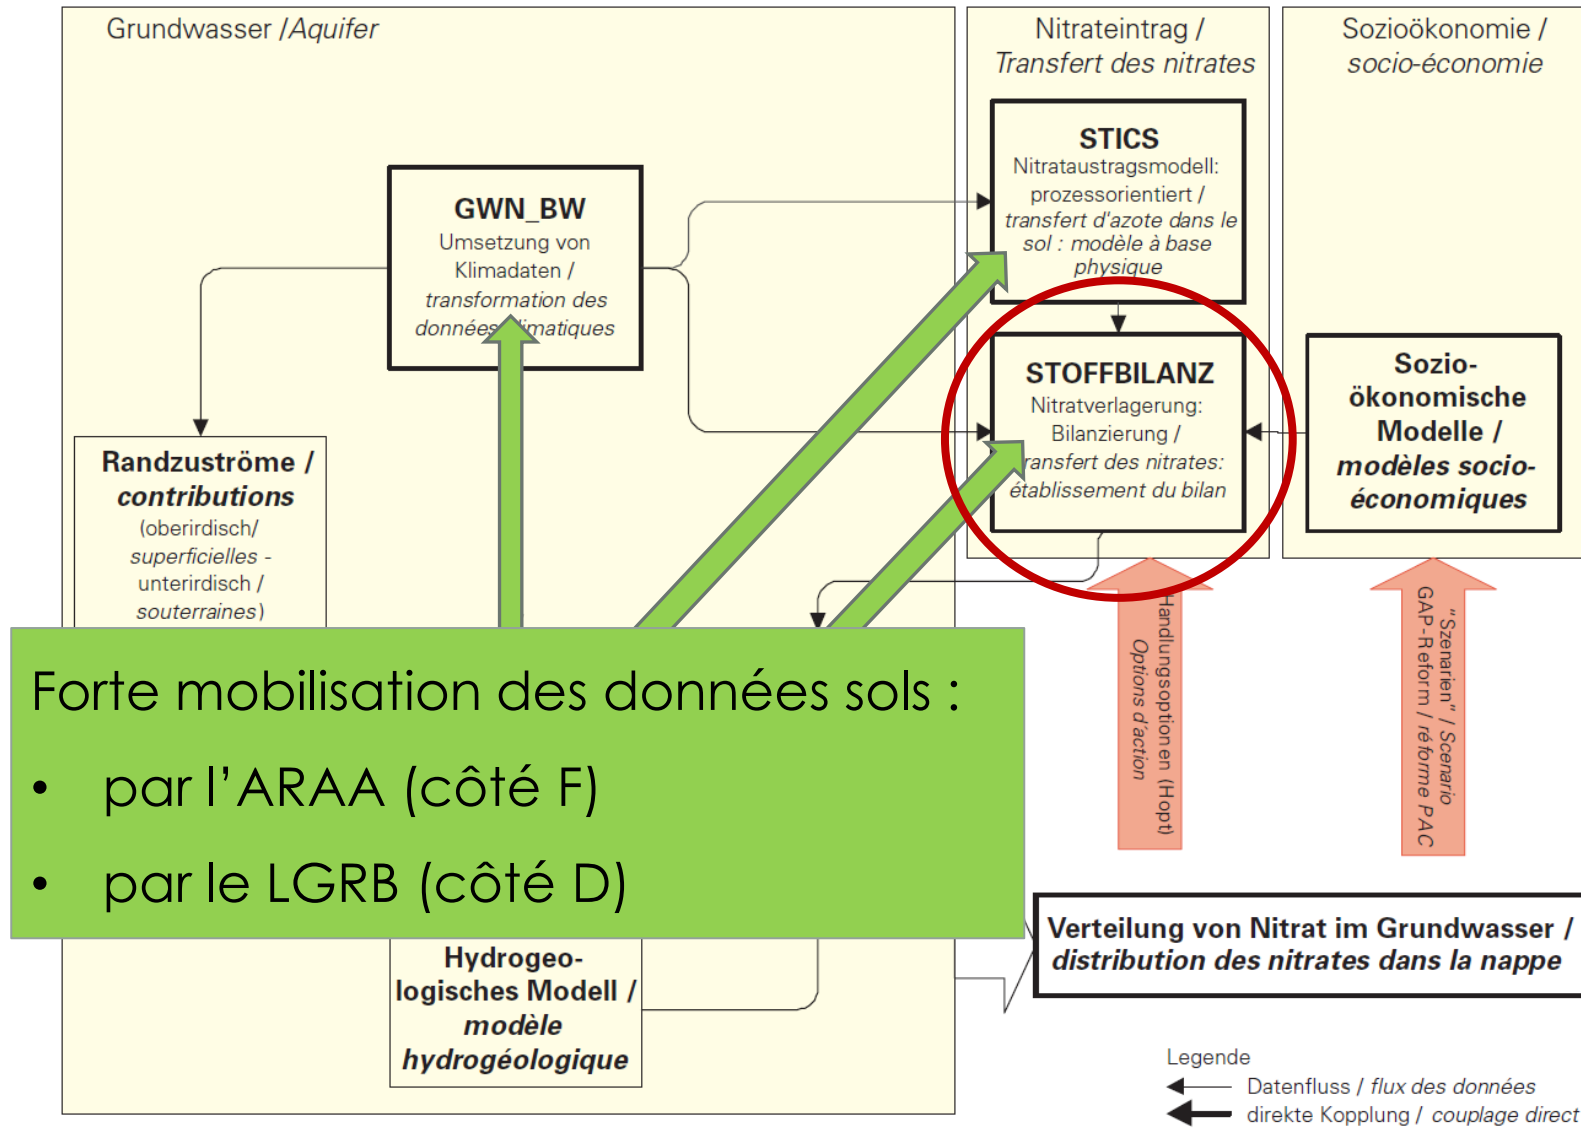 Grundwasser /Aquifer
Nitrateintrag /
Transfert des nitrates
Sozioökonomie /
socio-économie
STICS
Nitrataustragsmodell:
prozessorientiert /
transfert d'azote dans le
sol : modèle à base
physique
GWN_BW
Umsetzung von
Klimadaten /
transformation des
données climatiques
STOFFBILANZ
Nitratverlagerung:
Bilanzierung /
transfert des nitrates:
établissement du bilan
Sozio-
ökonomische
Modelle /
modèles socio-
économiques
Randzuströme /
contributions
(oberirdisch/
superficielles -
unterirdisch /
souterraines)
Handlungsoptionen (Hopt)
Options d'action
"Szenarien" / Scenario
GAP-Reform / réforme PAC
Forte mobilisation des données sols :
• par l’ARAA (côté F)
• par le LGRB (côté D)
Verteilung von Nitrat im Grundwasser /
distribution des nitrates dans la nappe
Hydrogeo-
logisches Modell /
modèle
hydrogéologique
Legende
Datenfluss / flux des données
direkte Kopplung / couplage direct